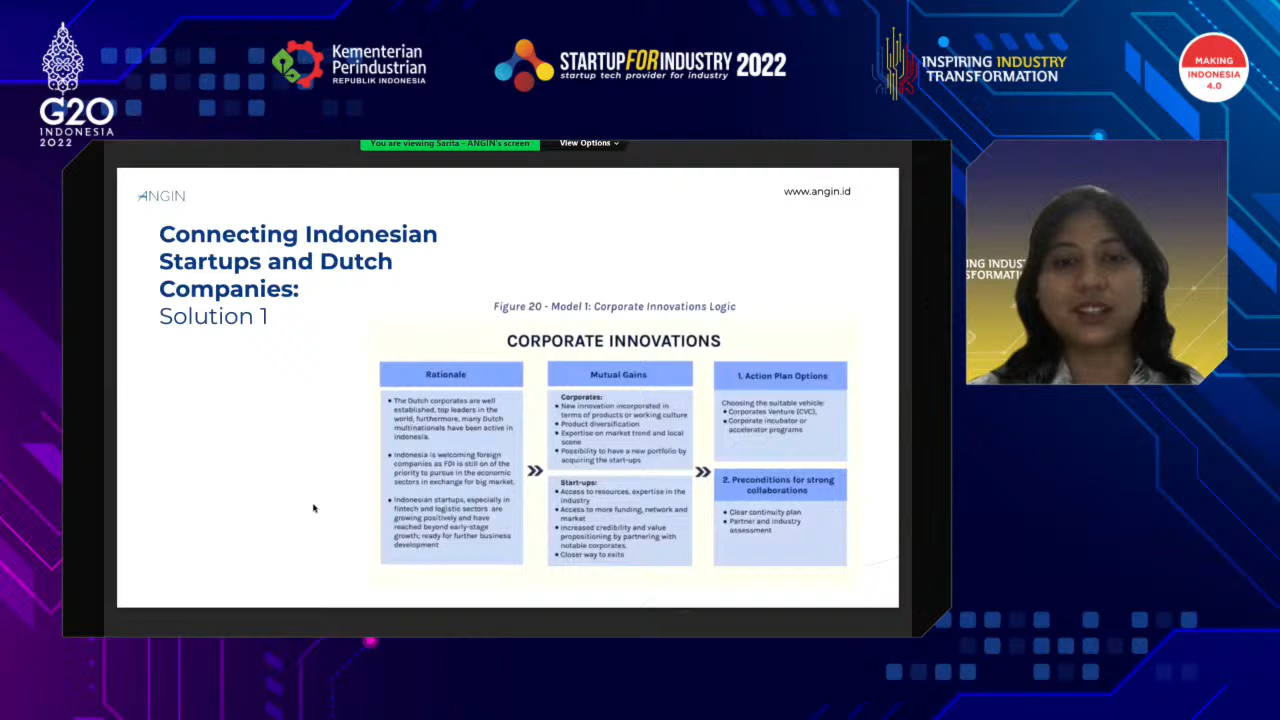 G20
INDONESIA
2022
Kementerian
Perindustrian
REPUBLIK INDONESIA
STARTUP FOR INDUSTRY 2022
startup tech provider for industry
INSPIRING INDUSTRY
TRANSFORMATION
MAKING
INDONESIA
4.0
You are viewing Sarita - ANGIN's screen
View Options
ANGIN
www.angin.id
Connecting Indonesian
Startups and Dutch
Companies:
Solution 1
Figure 20 - Model 1: Corporate Innovations Logic
CORPORATE INNOVATIONS
Rationale
• The Dutch corporates are well
established, top leaders in the
world, furthermore, many Dutch
multinationals have been active in
Indonesia.
• Indonesia is welcoming foreign
companies as FDI is still on of the
priority to pursue in the economic
sectors in exchange for big market.
• Indonesian startups, especially in
fintech and logistic sectors are
growing positively and have
reached beyond early-stage
growth; ready for further business
development
Mutual Gains
Corporates:
• New innovation incorporated in
terms of products or working culture
• Product diversification
• Expertise on market trend and local
scene
• Possibility to have a new portfolio by
acquiring the start-ups
Start-ups:
• Access to resources, expertise in the
industry
• Access to more funding, network and
market
• Increased credibility and value
propositioning by partnering with
notable corporates.
• Closer way to exits
1. Action Plan Options
Choosing the suitable vehicle:
• Corporates Venture (CVC),
• Corporate incubator or
accelerator programs
2. Preconditions for strong
collaborations
• Clear continuity plan
• Partner and industry
assessment
ING INDUS
SFORMATI